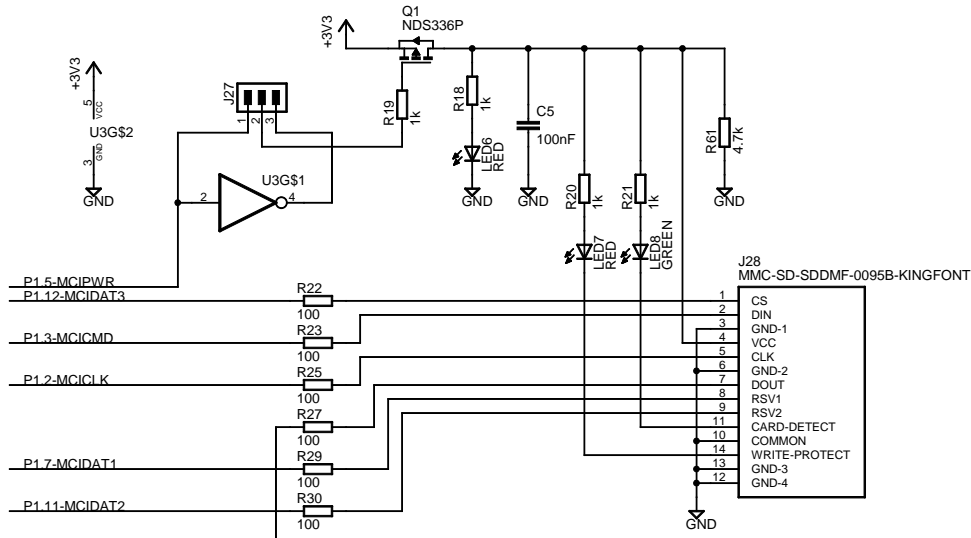 Q1
NDS336P
+3V3
+3V3
5
VCC
U3G$2
3
GND
GND
J27
1
2
3
R19
1k
R18
1k
LED6
RED
GND
C5
100nF
GND
R61
4.7k
GND
U3G$1
2
4
R20
1k
R21
1k
LED7
RED
LED8
GREEN
J28
MMC-SD-SDDMF-0095B-KINGFONT
P1.5-MCIPWR
P1.12-MCIDAT3
R22
100
R23
100
P1.3-MCICMD
R25
100
P1.2-MCICLK
R27
100
R29
100
P1.7-MCIDAT1
R30
100
P1.11-MCIDAT2
1 CS
2 DIN
3 GND-1
4 VCC
5 CLK
6 GND-2
7 DOUT
8 RSV1
9 RSV2
11 CARD-DETECT
10 COMMON
14 WRITE-PROTECT
13 GND-3
12 GND-4
GND